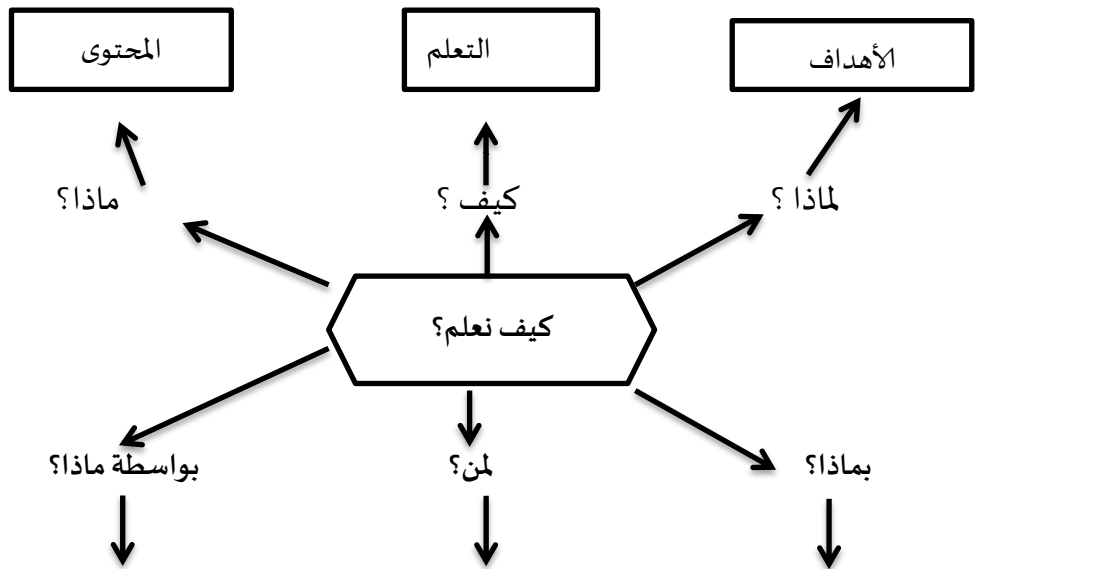 الأهداف
التعلم
المحتوى
لماذا ؟
كيف ؟
ماذا؟
كيف نعلم؟
بماذا؟
لمن؟
بواسطة ماذا؟